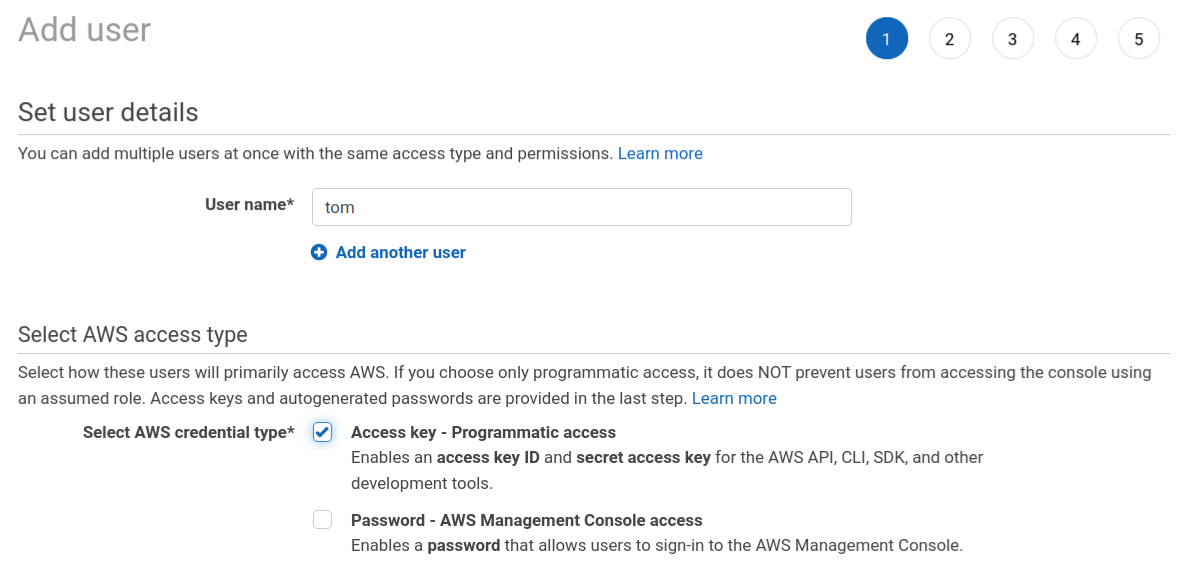 Add user
1 2 3 4 5
Set user details
You can add multiple users at once with the same access type and permissions. Learn more
User name* tom
Add another user
Select AWS access type
Select how these users will primarily access AWS. If you choose only programmatic access, it does NOT prevent users from accessing the console using
an assumed role. Access keys and autogenerated passwords are provided in the last step. Learn more
Select AWS credential type* Access key - Programmatic access
Enables an access key ID and secret access key for the AWS API, CLI, SDK, and other
development tools.
Password - AWS Management Console access
Enables a password that allows users to sign-in to the AWS Management Console.